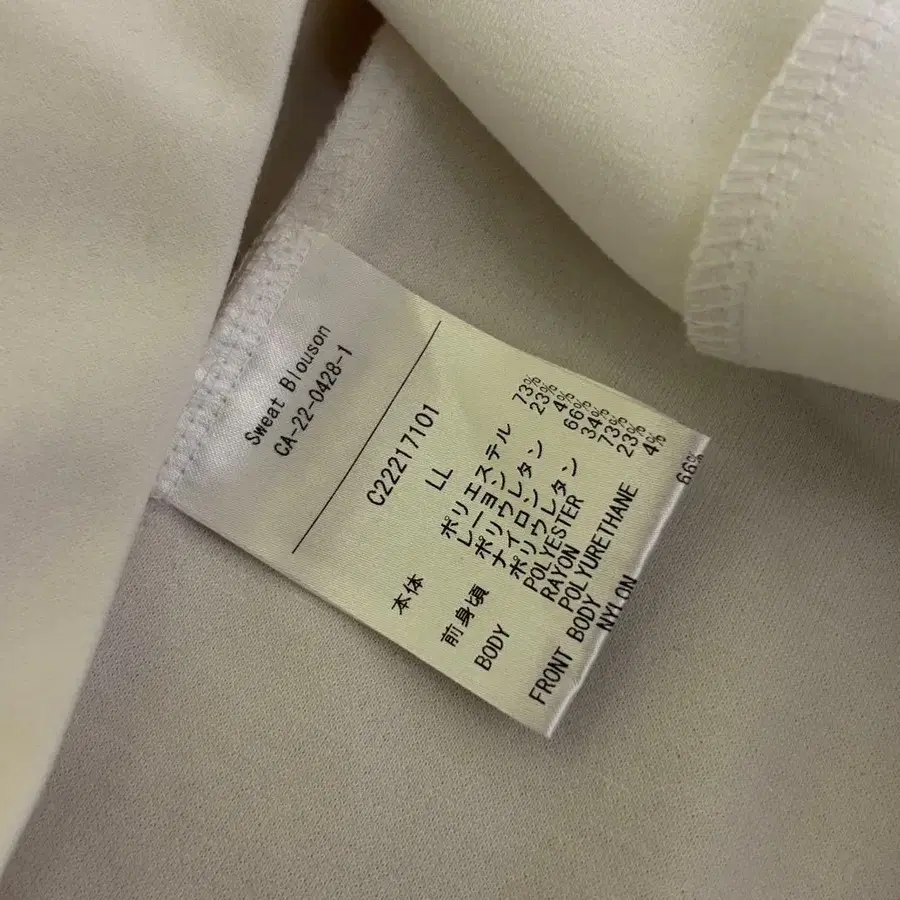 Sweat Blouson
CA-22-0428-1
C22217101
LL
本体 ポリエステル 73%
レーヨン 23%
ポリウレタン 4%
前身頃 ナイロン 66%
ポリウレタン 34%
BODY POLYESTER 73%
RAYON 23%
POLYURETHANE 4%
FRONT BODY
NYLON 66%